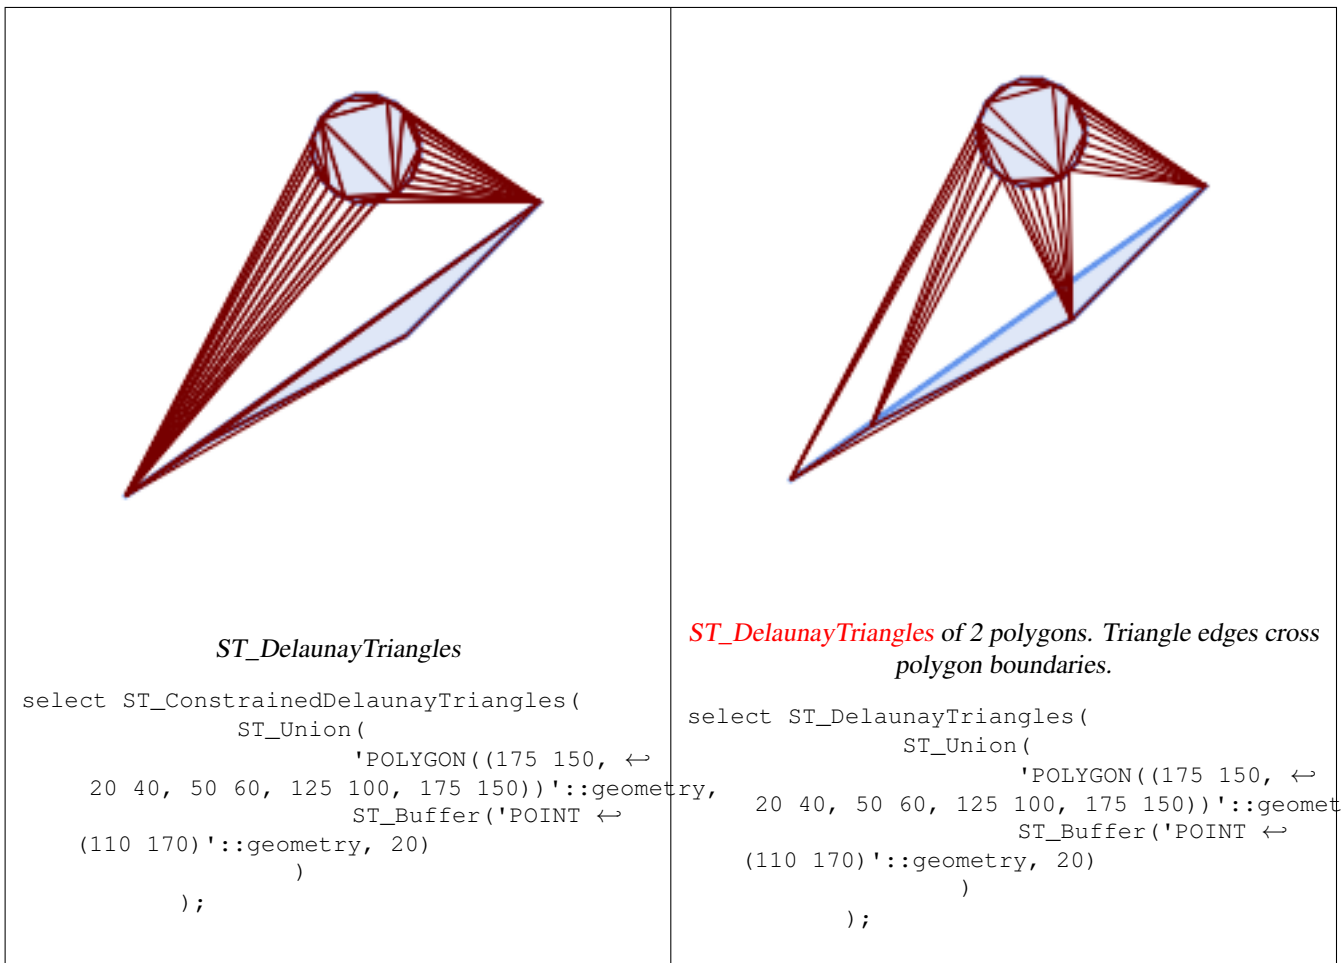 ST_DelaunayTriangles
select ST_ConstrainedDelaunayTriangles(
ST_Union(
'POLYGON((175 150, ↩
20 40, 50 60, 125 100, 175 150))'::geometry,
ST_Buffer('POINT ↩
(110 170)'::geometry, 20)
)
);
ST_DelaunayTriangles of 2 polygons. Triangle edges cross
polygon boundaries.
select ST_DelaunayTriangles(
ST_Union(
'POLYGON((175 150, ↩
20 40, 50 60, 125 100, 175 150))'::geomet
ST_Buffer('POINT ↩
(110 170)'::geometry, 20)
)
);